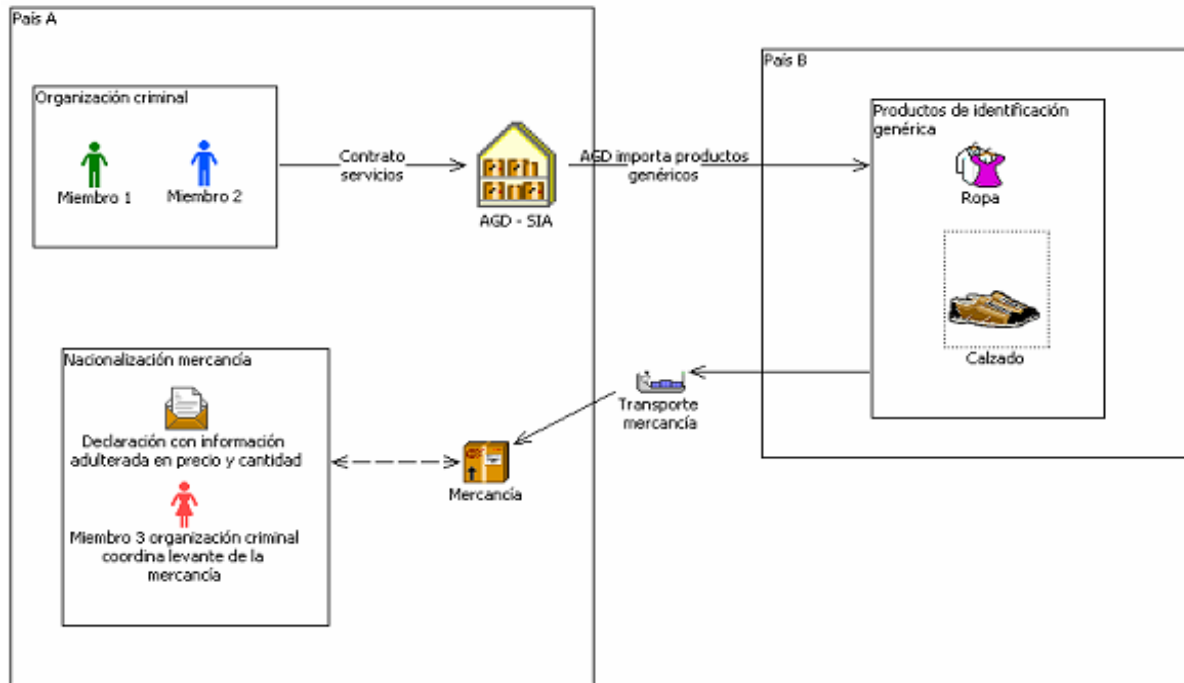 País A
Organización criminal
Miembro 1
Miembro 2
Contrato
servicios
AGD - SIA
AGD importa productos
genéricos
País B
Productos de identificación
genérica
Ropa
Calzado
Transporte
mercancía
Mercancía
Nacionalización mercancía
Declaración con información
adulterada en precio y cantidad
Miembro 3 organización criminal
coordina levante de la
mercancía